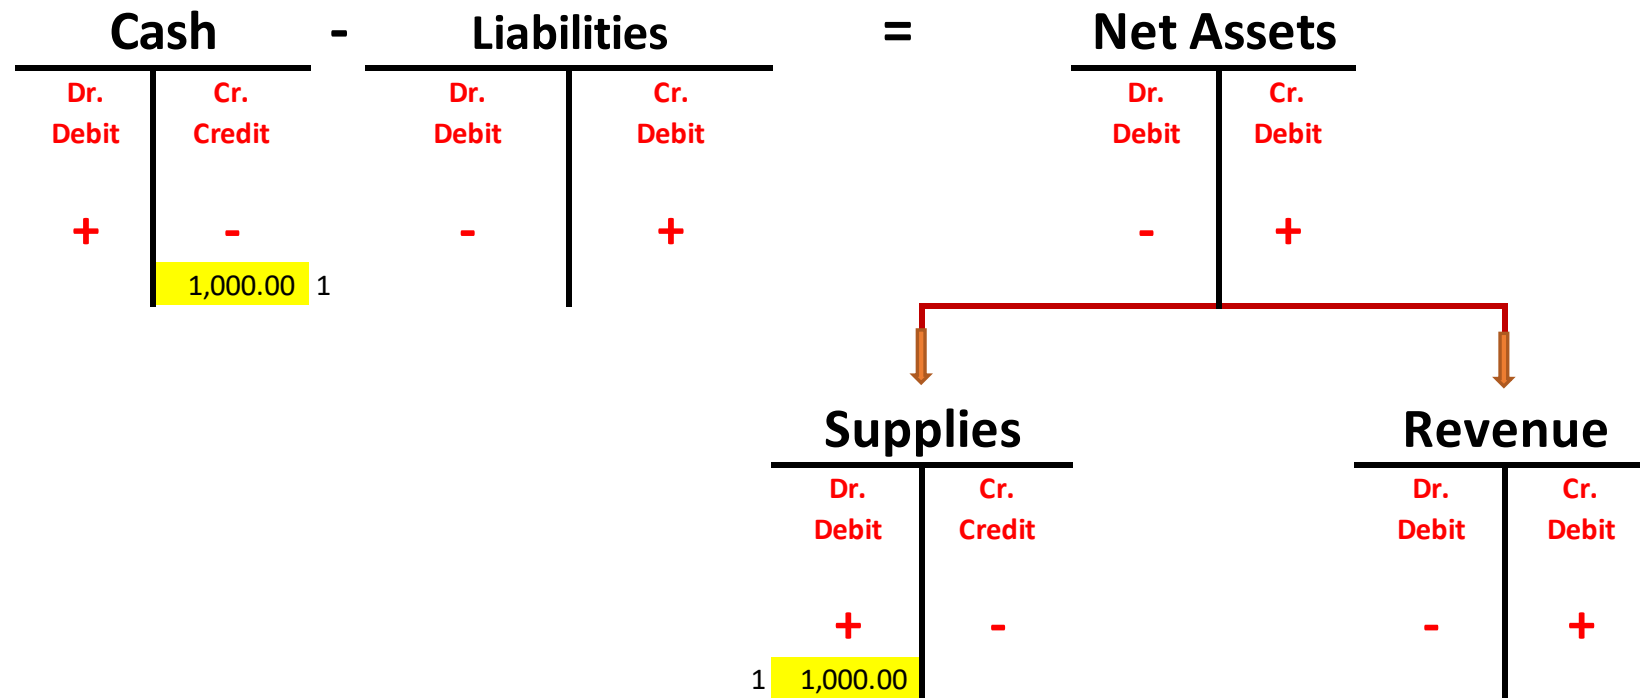 Cash - Liabilities = Net Assets
Dr. Cr. Dr. Cr. Dr. Cr.
Debit Credit Debit Debit Debit Debit
+ - - + - +
1,000.00 1
Supplies Revenue
Dr. Cr. Dr. Cr.
Debit Credit Debit Debit
+ - - +
1 1,000.00